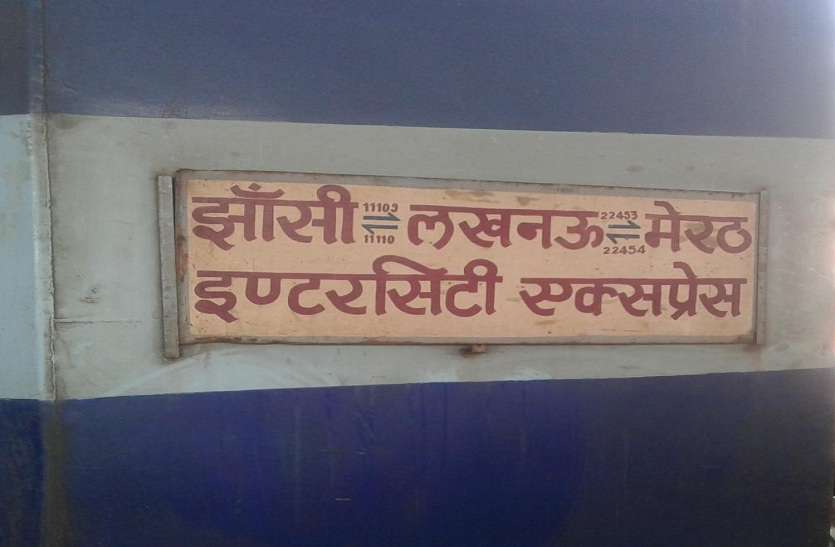 झाँसी 11109 ⇌ 11110 लखनऊ 22453 ⇌ 22454 मेरठ
इण्टरसिटी एक्सप्रेस